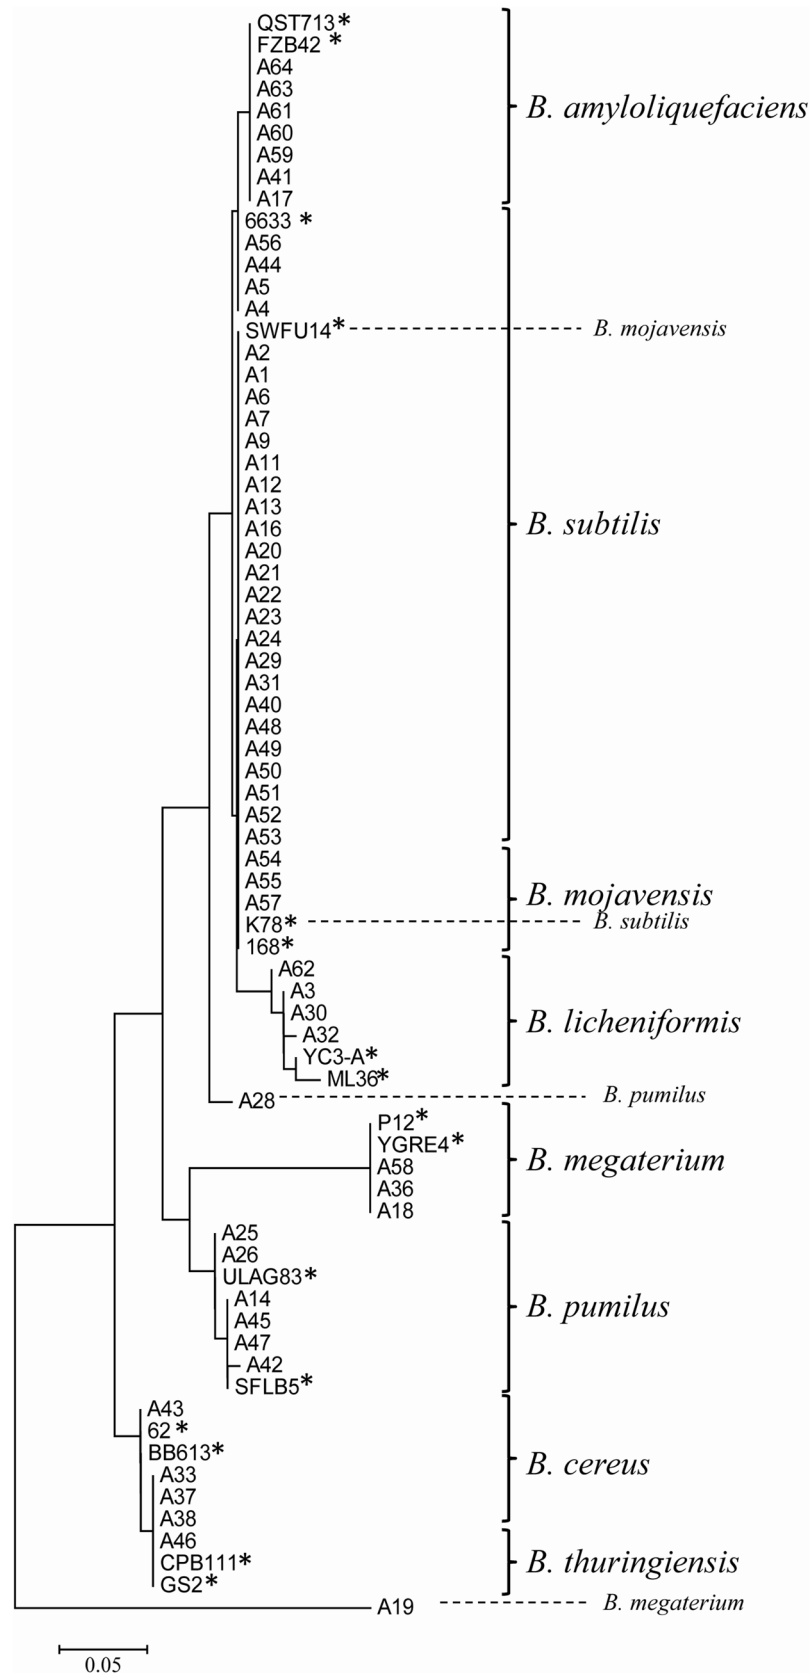 QST713*
FZB42 *
A64
A63
A61
A60
A59
A41
A17
B. amyloliquefaciens
6633 *
A56
A44
A5
A4
SWFU14*
B. mojavensis
A2
A1
A6
A7
A9
A11
A12
A13
A16
A20
A21
A22
A23
A24
A29
A31
A40
A48
A49
A50
A51
A52
A53
B. subtilis
A54
A55
A57
K78*
168*
B. mojavensis
B. subtilis
A62
A3
A30
A32
YC3-A*
ML36*
B. licheniformis
A28
B. pumilus
P12*
YGRE4*
A58
A36
A18
B. megaterium
A25
A26
ULAG83*
A14
A45
A47
A42
SFLB5*
B. pumilus
A43
62 *
BB613*
A33
A37
A38
B. cereus
A46
CPB111*
GS2*
B. thuringiensis
A19
B. megaterium
0.05